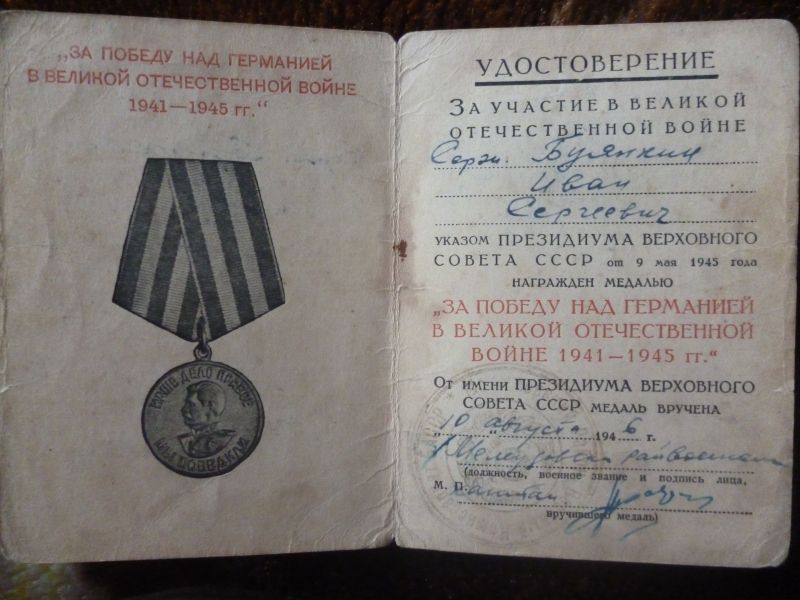 „ЗА ПОБЕДУ НАД ГЕРМАНИЕЙ
В ВЕЛИКОЙ ОТЕЧЕСТВЕННОЙ ВОЙНЕ
1941—1945 гг.“
НАШЕ ДЕЛО ПРАВОЕ
МЫ ПОБЕДИЛИ
УДОСТОВЕРЕНИЕ
ЗА УЧАСТИЕ В ВЕЛИКОЙ
ОТЕЧЕСТВЕННОЙ ВОЙНЕ
Серж. Булянкин
Иван
Сергеевич
УКАЗОМ ПРЕЗИДИУМА ВЕРХОВНОГО
СОВЕТА СССР от 9 мая 1945 года
НАГРАЖДЕН МЕДАЛЬЮ
„ЗА ПОБЕДУ НАД ГЕРМАНИЕЙ
В ВЕЛИКОЙ ОТЕЧЕСТВЕННОЙ
ВОЙНЕ 1941—1945 гг.“
От имени ПРЕЗИДИУМА ВЕРХОВНОГО
СОВЕТА СССР МЕДАЛЬ ВРУЧЕНА
„10 августа 1946 г.
(должность, военное звание и подпись лица,
М. П. Капитан
вручившего медаль)